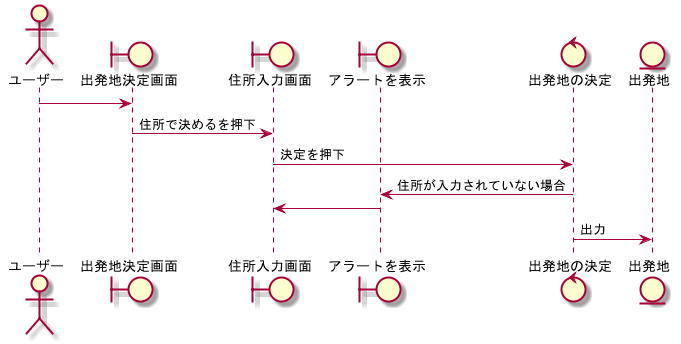 ユーザー 出発地決定画面 住所入力画面 アラートを表示 出発地の決定 出発地
住所で決めるを押下
決定を押下
住所が入力されていない場合
出力
ユーザー 出発地決定画面 住所入力画面 アラートを表示 出発地の決定 出発地